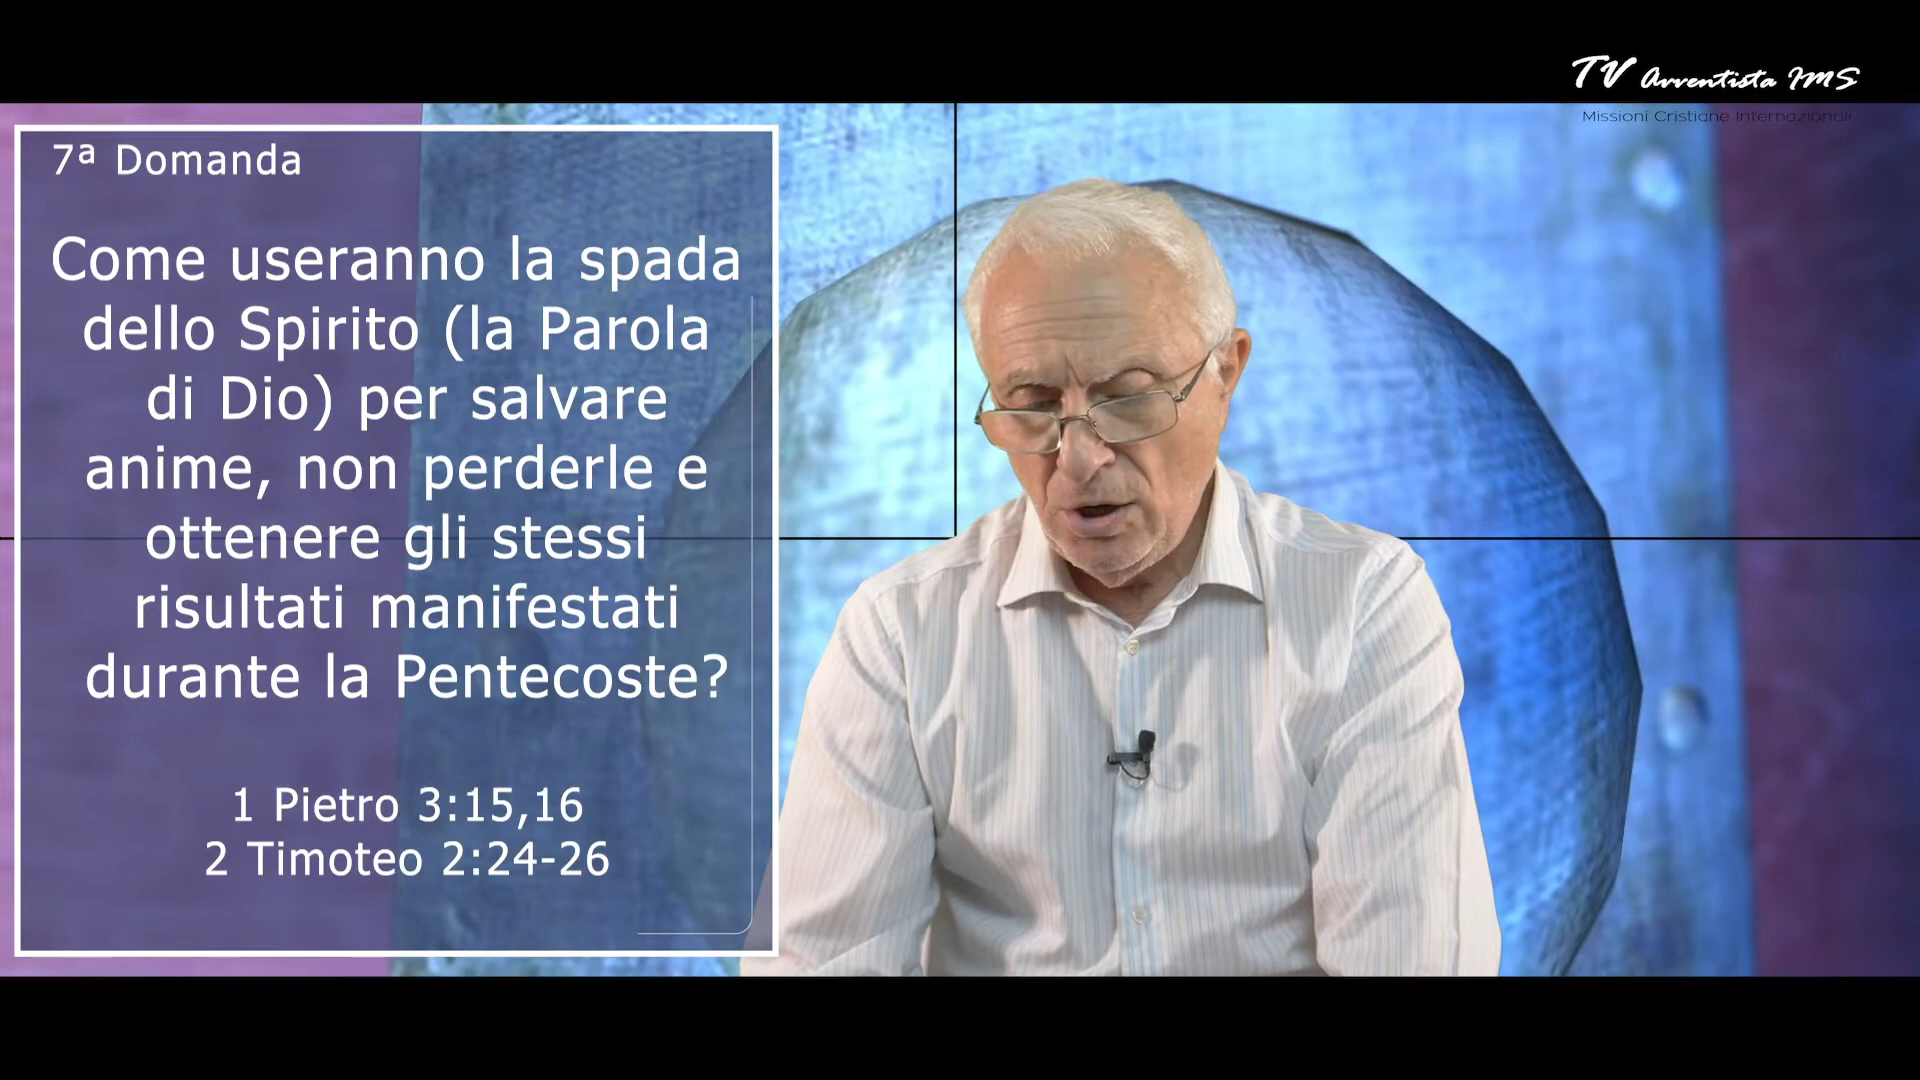 TV Avventista IMS
Missioni Cristiane Internazionali
7ª Domanda
Come useranno la spada
dello Spirito (la Parola
di Dio) per salvare
anime, non perderle e
ottenere gli stessi
risultati manifestati
durante la Pentecoste?
1 Pietro 3:15,16
2 Timoteo 2:24-26